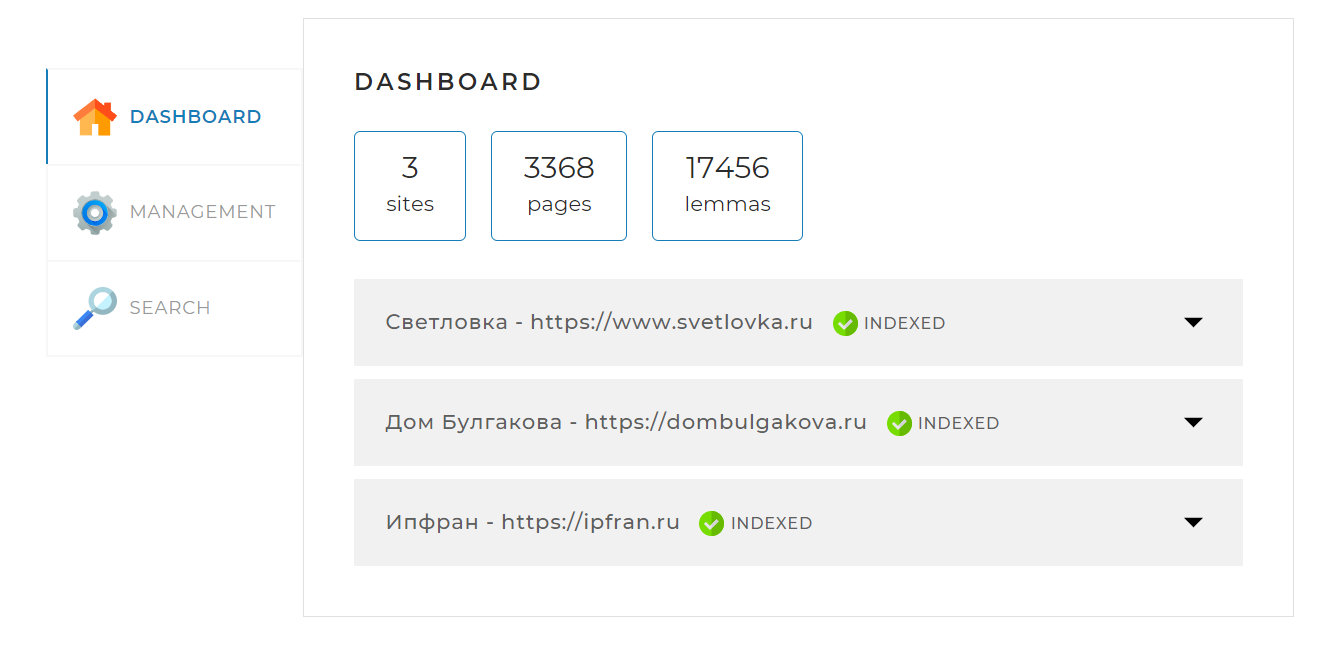 DASHBOARD
MANAGEMENT
SEARCH
DASHBOARD
3
sites
3368
pages
17456
lemmas
Светловка - https://www.svetlovka.ru INDEXED
Дом Булгакова - https://dombulgakova.ru INDEXED
Ипфран - https://ipfran.ru INDEXED